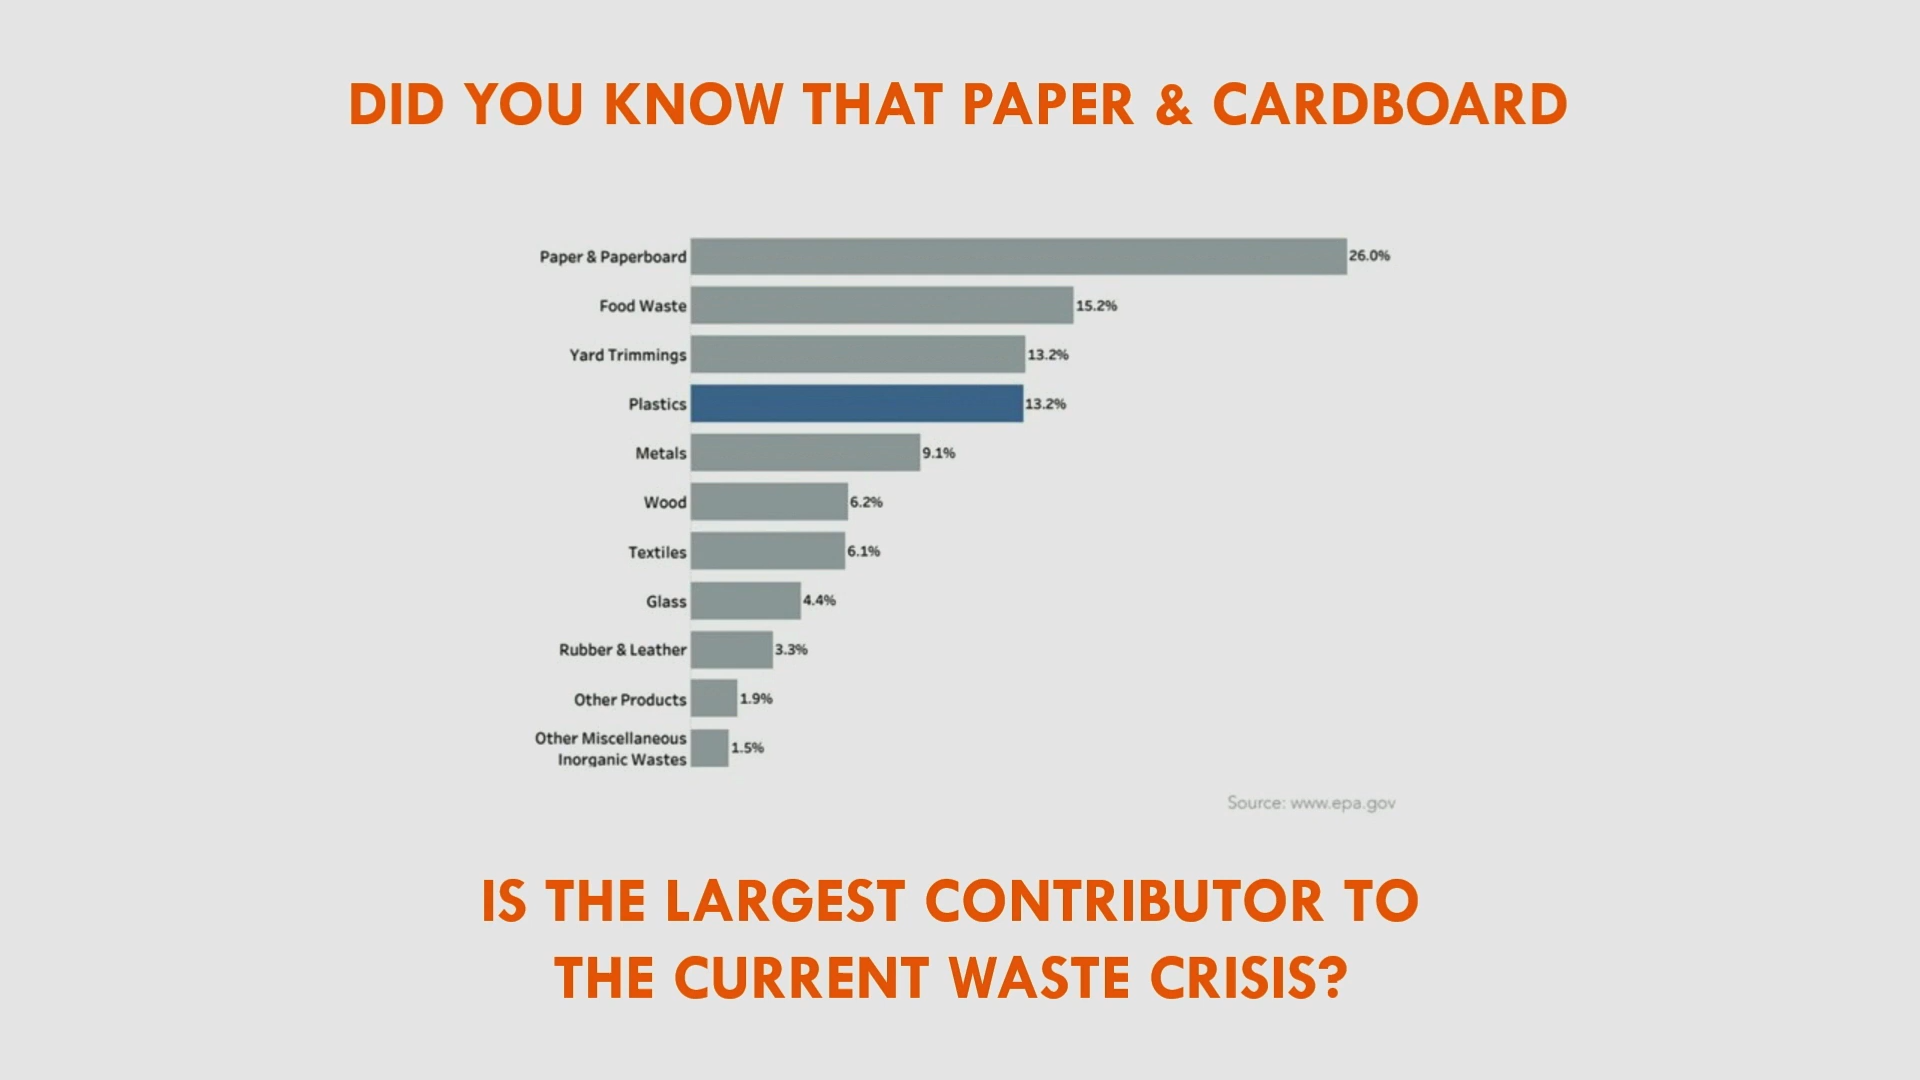 DID YOU KNOW THAT PAPER & CARDBOARD
Paper & Paperboard 26.0%
Food Waste 15.2%
Yard Trimmings 13.2%
Plastics 13.2%
Metals 9.1%
Wood 6.2%
Textiles 6.1%
Glass 4.4%
Rubber & Leather 3.3%
Other Products 1.9%
Other Miscellaneous
Inorganic Wastes 1.5%
Source: www.epa.gov
IS THE LARGEST CONTRIBUTOR TO
THE CURRENT WASTE CRISIS?